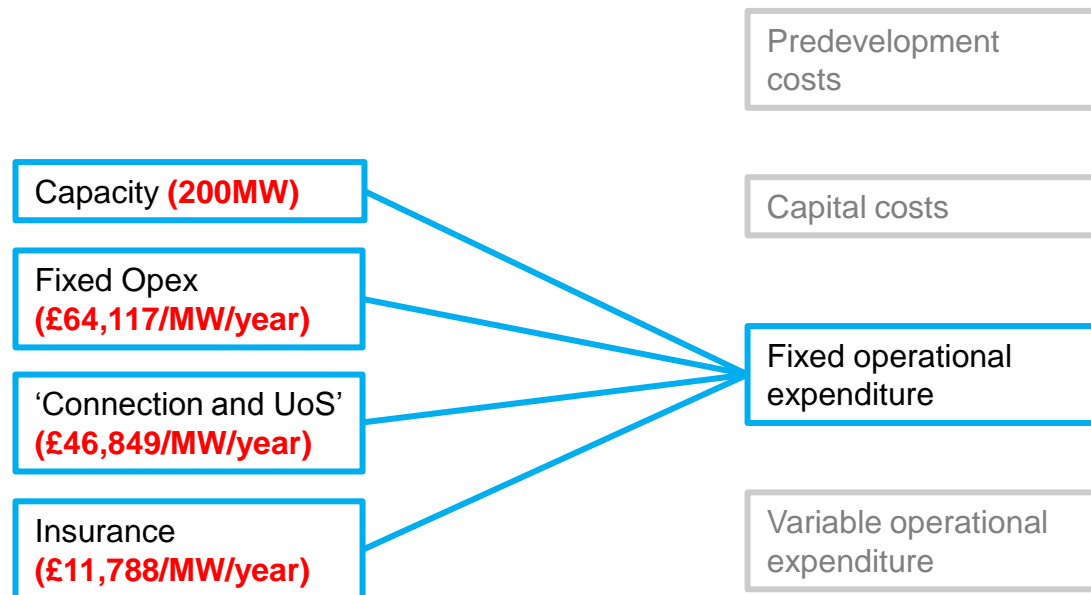 Predevelopment
costs
Capacity (200MW)
Capital costs
Fixed Opex
(£64,117/MW/year)
Fixed operational
expenditure
‘Connection and UoS’
(£46,849/MW/year)
Insurance
(£11,788/MW/year)
Variable operational
expenditure